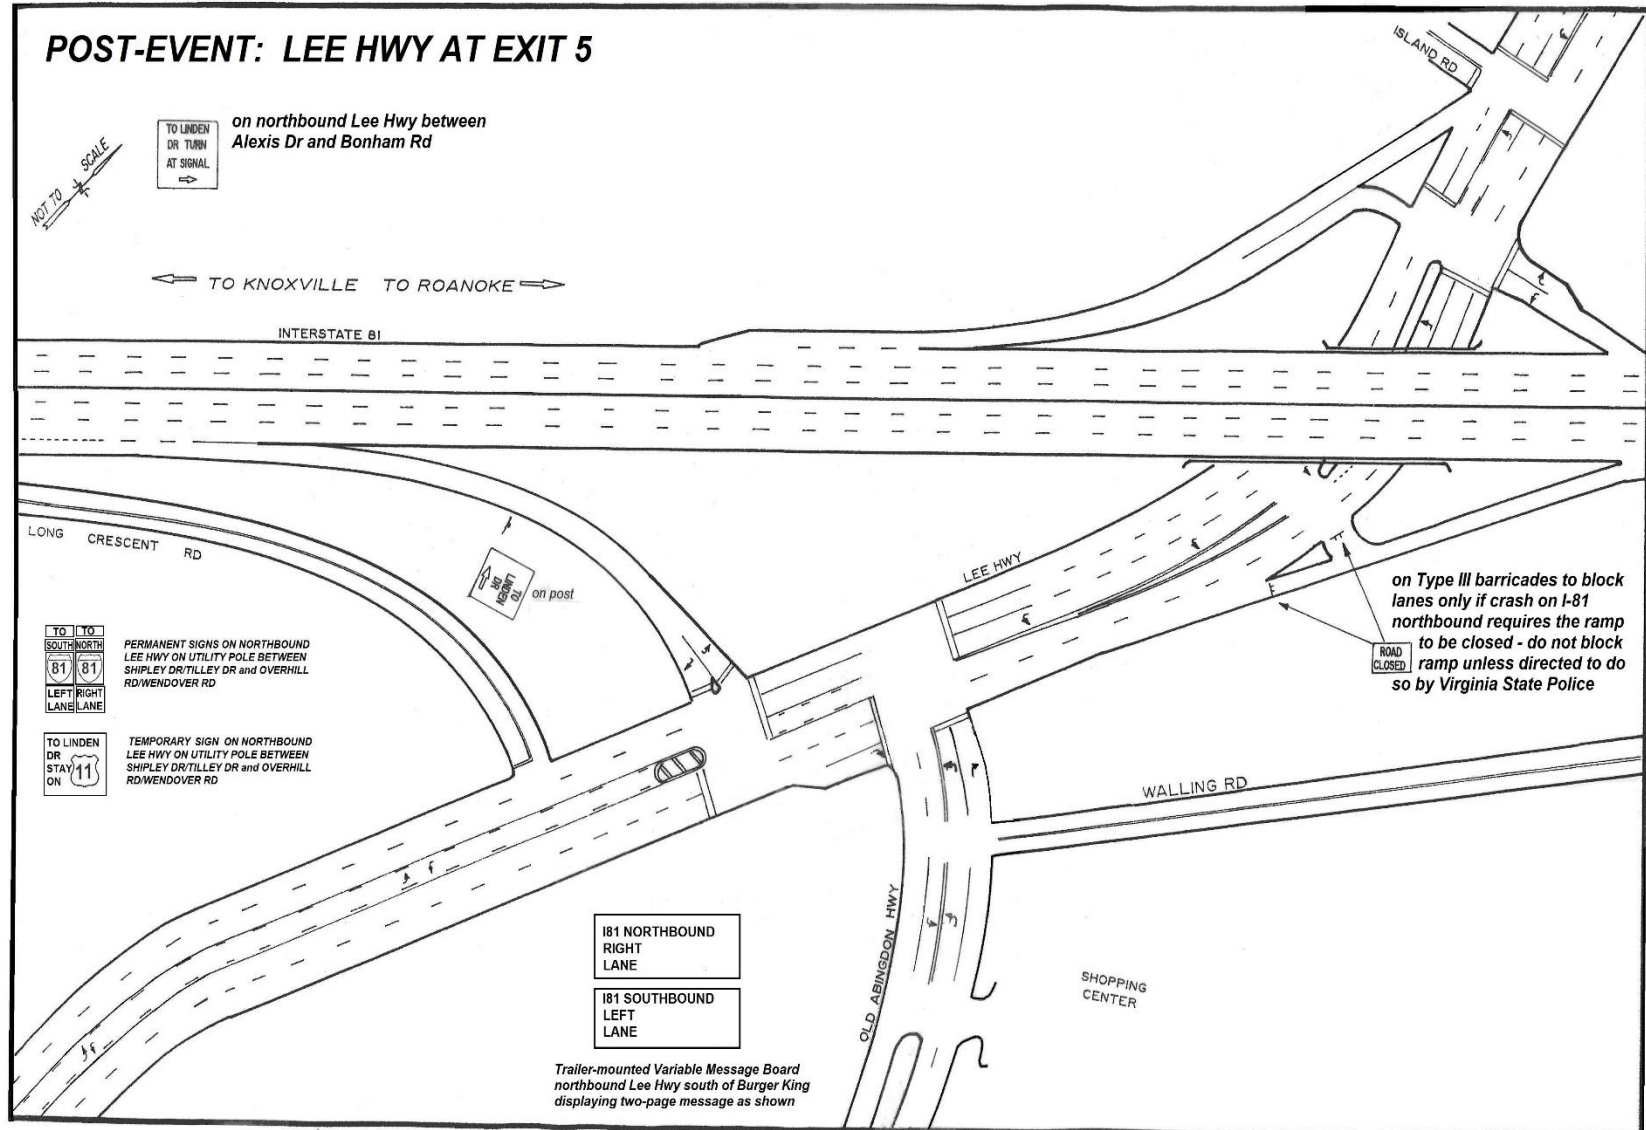 POST-EVENT: LEE HWY AT EXIT 5
ISLAND RD
TO LINDEN
DR TURN
AT SIGNAL
on northbound Lee Hwy between
Alexis Dr and Bonham Rd
NOT TO SCALE
TO KNOXVILLE TO ROANOKE
INTERSTATE 81
LONG CRESCENT RD
TO
LINDEN
DR
on post
LEE HWY
on Type III barricades to block
lanes only if crash on I-81
northbound requires the ramp
to be closed - do not block
ramp unless directed to do
so by Virginia State Police
ROAD
CLOSED
TO TO
SOUTH NORTH
81 81
LEFT RIGHT
LANE LANE
PERMANENT SIGNS ON NORTHBOUND
LEE HWY ON UTILITY POLE BETWEEN
SHIPLEY DR/TILLEY DR and OVERHILL
RD/WENDOVER RD
TO LINDEN
DR
STAY 11
ON
TEMPORARY SIGN ON NORTHBOUND
LEE HWY ON UTILITY POLE BETWEEN
SHIPLEY DR/TILLEY DR and OVERHILL
RD/WENDOVER RD
WALLING RD
OLD ABINGDON HWY
SHOPPING
CENTER
I81 NORTHBOUND
RIGHT
LANE
I81 SOUTHBOUND
LEFT
LANE
Trailer-mounted Variable Message Board
northbound Lee Hwy south of Burger King
displaying two-page message as shown